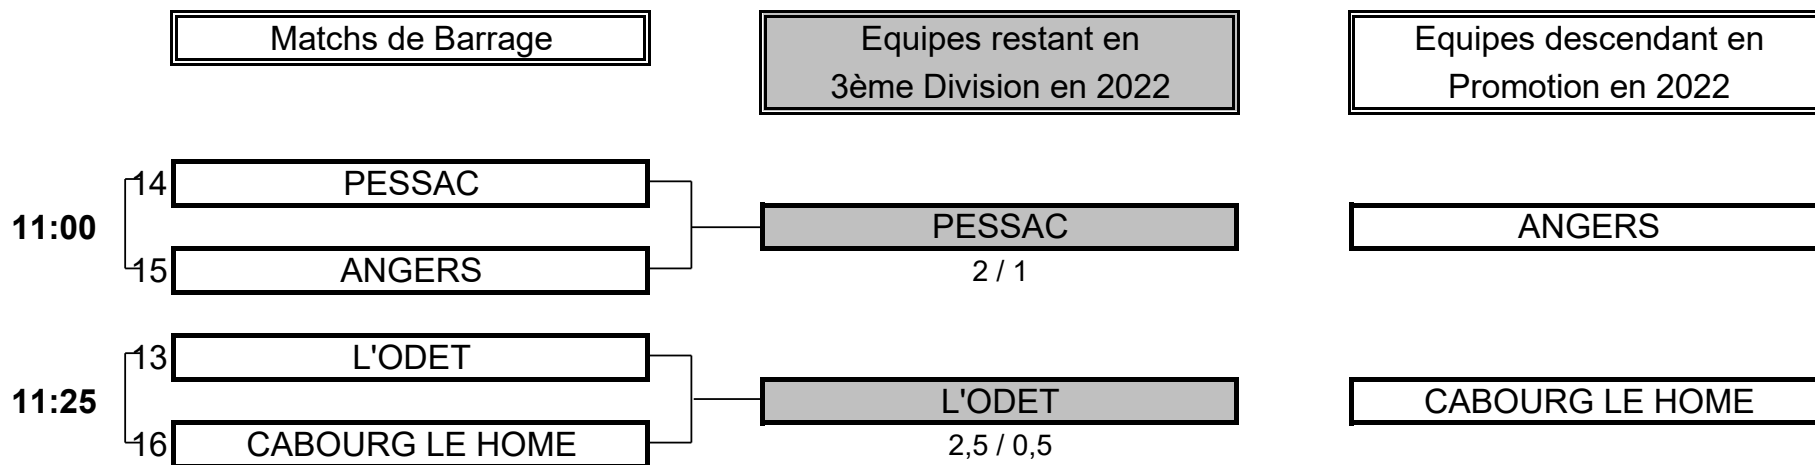 Matchs de Barrage
Equipes restant en
3ème Division en 2022
Equipes descendant en
Promotion en 2022
11:00
14
PESSAC
15
ANGERS
PESSAC
2 / 1
ANGERS
11:25
13
L'ODET
16
CABOURG LE HOME
L'ODET
2,5 / 0,5
CABOURG LE HOME